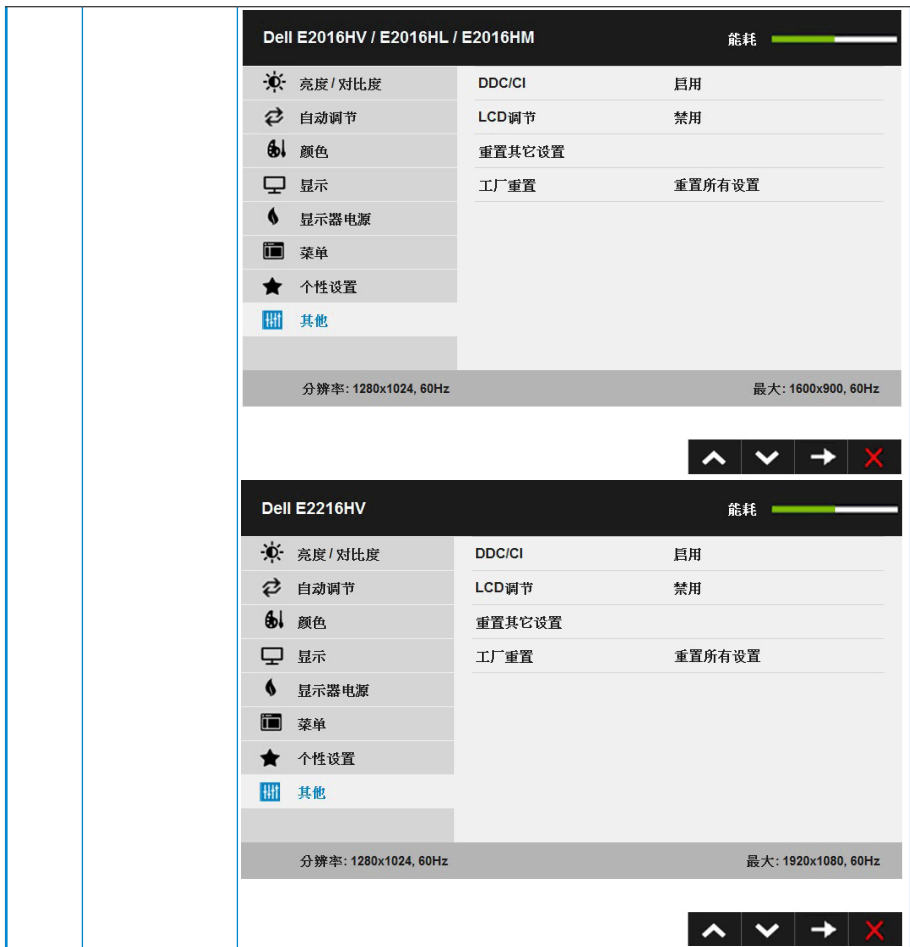 Dell E2016HV / E2016HL / E2016HM 能耗
亮度 / 对比度 DDC/CI 启用
自动调节 LCD调节 禁用
颜色 重置其它设置
显示 工厂重置 重置所有设置
显示器电源
菜单
个性设置
其他
分辨率: 1280x1024, 60Hz 最大: 1600x900, 60Hz
Dell E2216HV 能耗
亮度 / 对比度 DDC/CI 启用
自动调节 LCD调节 禁用
颜色 重置其它设置
显示 工厂重置 重置所有设置
显示器电源
菜单
个性设置
其他
分辨率: 1280x1024, 60Hz 最大: 1920x1080, 60Hz